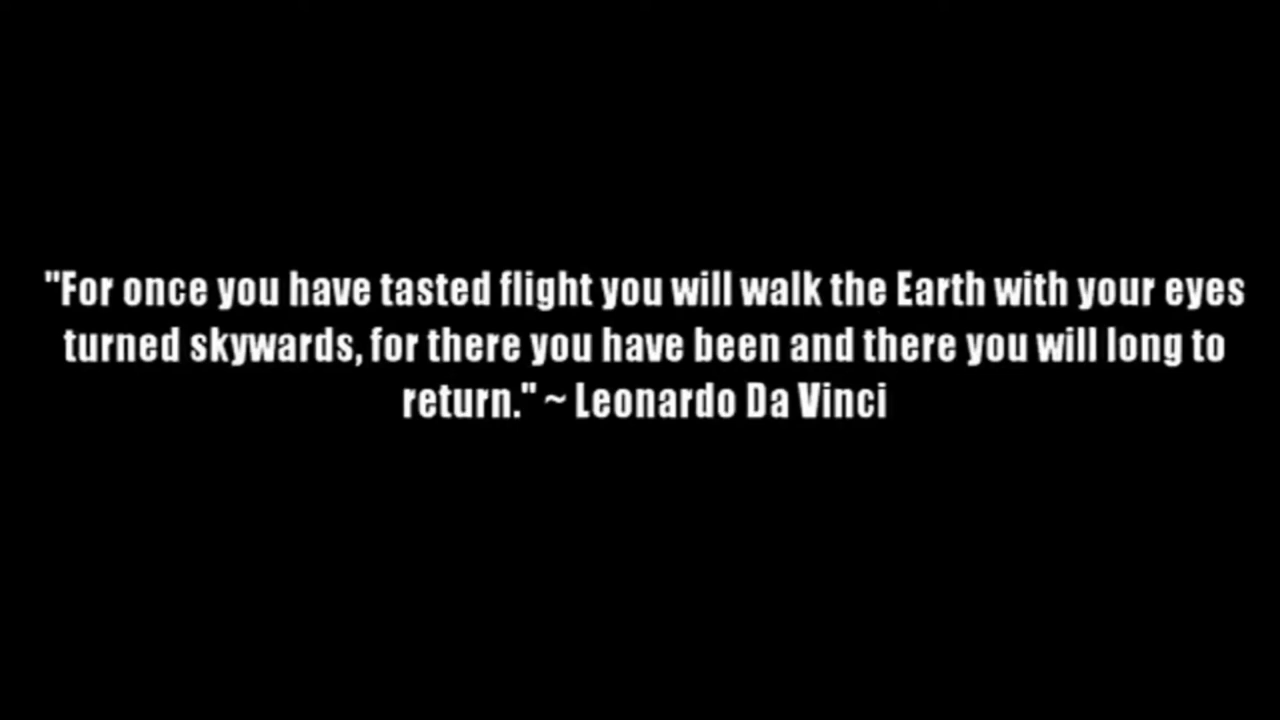 "For once you have tasted flight you will walk the Earth with your eyes
turned skywards, for there you have been and there you will long to
return." ~ Leonardo Da Vinci